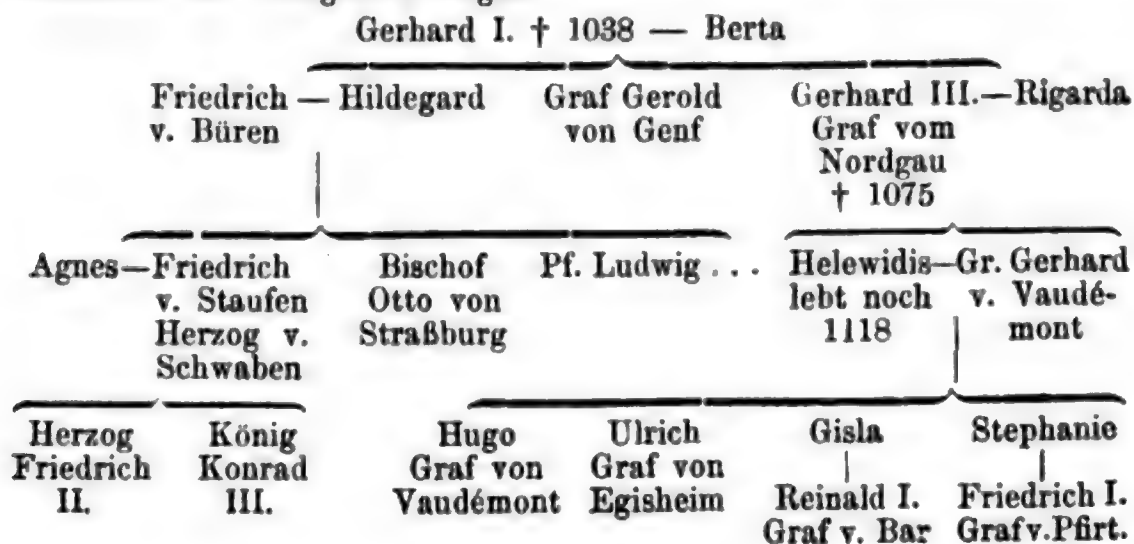 Gerhard I. † 1038 — Berta
Friedrich — Hildegard Graf Gerold Gerhard III.—Rigarda
v. Büren von Genf Graf vom
Nordgau
† 1075
Agnes—Friedrich Bischof Pf. Ludwig ... Helewidis—Gr. Gerhard
v. Staufen Otto von lebt noch v. Vaudé-
Herzog v. Straßburg 1118 mont
Schwaben
Herzog König Hugo Ulrich Gisla Stephanie
Friedrich Konrad Graf von Graf von
II. III. Vaudémont Egisheim Reinald I. Friedrich I.
Graf v. Bar Graf v. Pfirt.